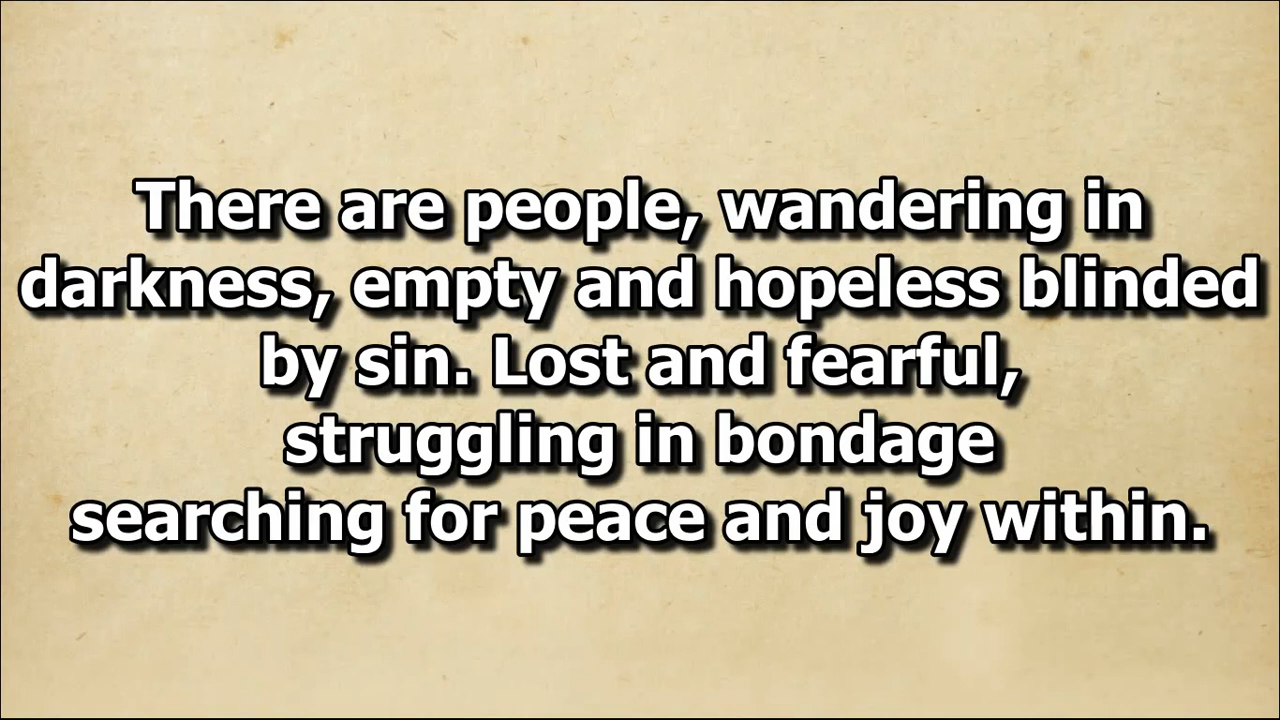 There are people, wandering in
darkness, empty and hopeless blinded
by sin. Lost and fearful,
struggling in bondage
searching for peace and joy within.